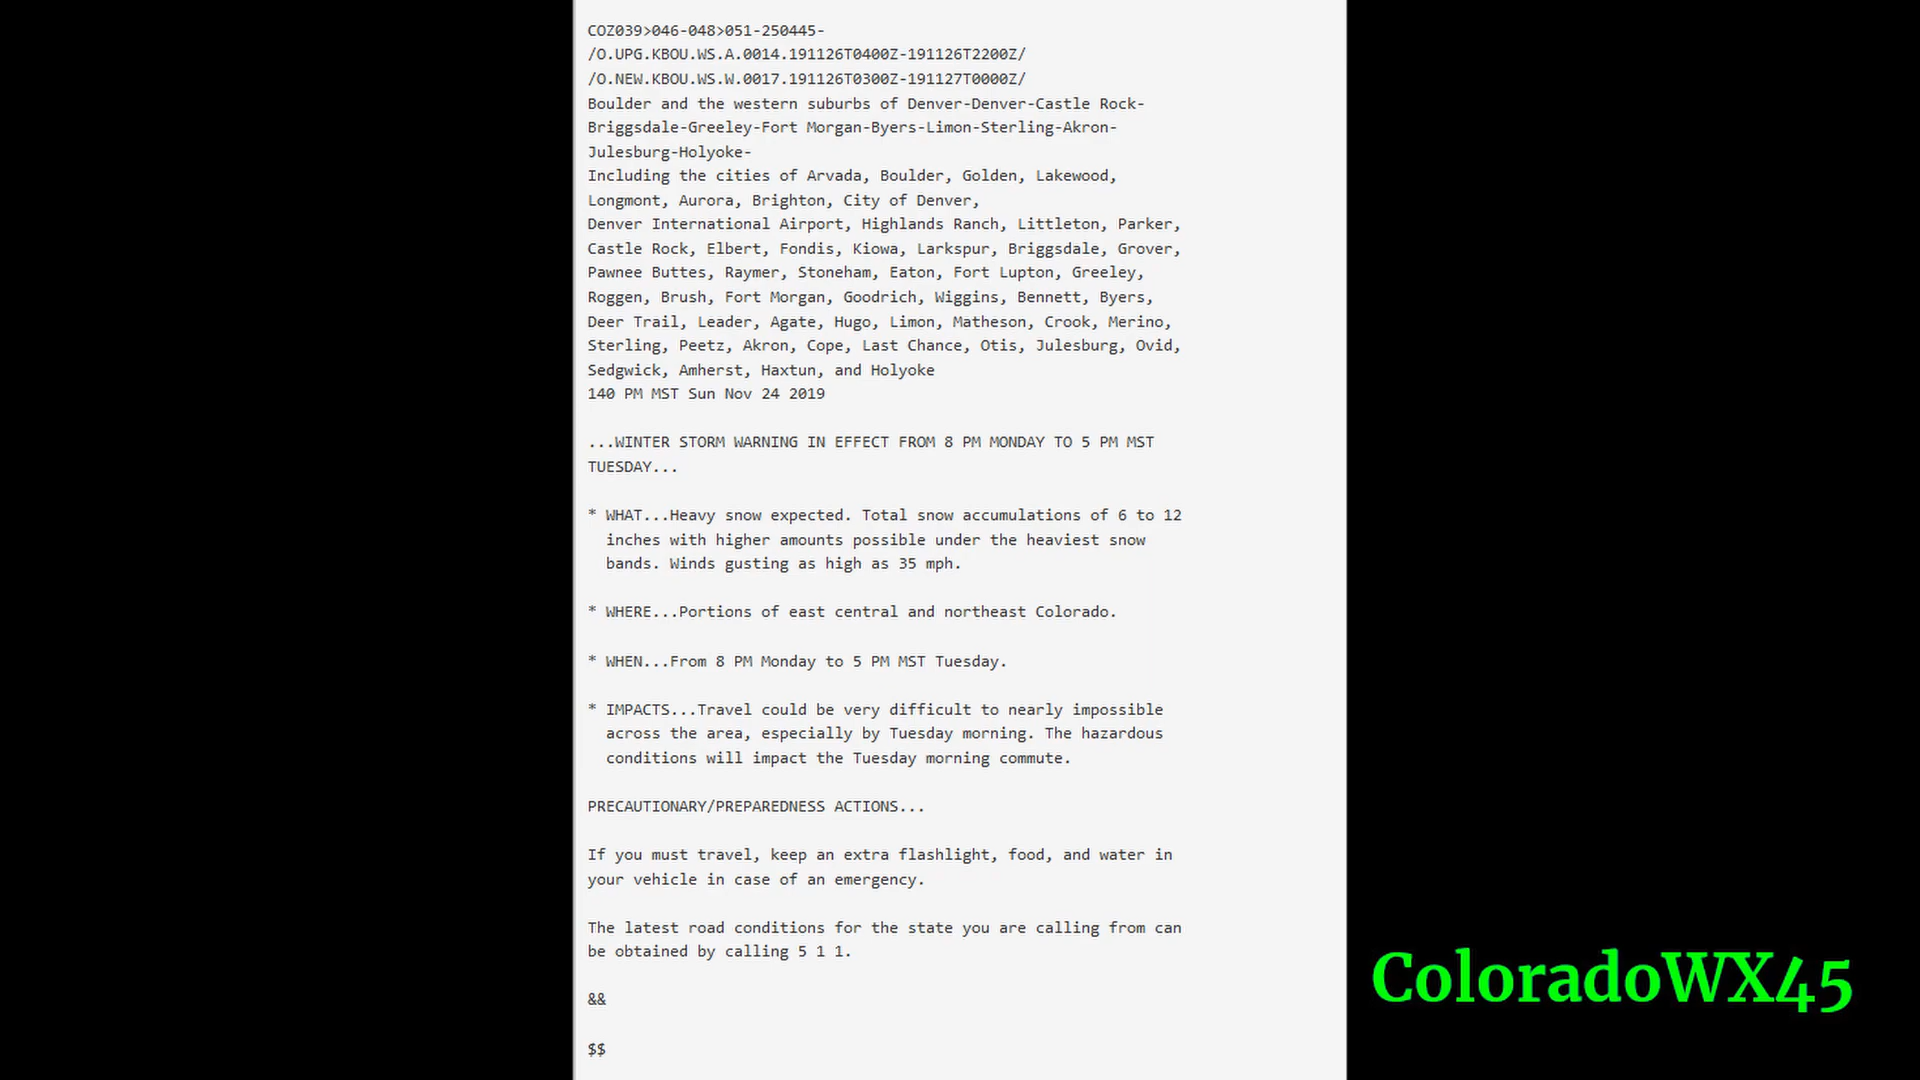 COZ039>046-048>051-250445-
/O.UPG.KBOU.WS.A.0014.191126T0400Z-191126T2200Z/
/O.NEW.KBOU.WS.W.0017.191126T0300Z-191127T0000Z/
Boulder and the western suburbs of Denver-Denver-Castle Rock-
Briggsdale-Greeley-Fort Morgan-Byers-Limon-Sterling-Akron-
Julesburg-Holyoke-
Including the cities of Arvada, Boulder, Golden, Lakewood,
Longmont, Aurora, Brighton, City of Denver,
Denver International Airport, Highlands Ranch, Littleton, Parker,
Castle Rock, Elbert, Fondis, Kiowa, Larkspur, Briggsdale, Grover,
Pawnee Buttes, Raymer, Stoneham, Eaton, Fort Lupton, Greeley,
Roggen, Brush, Fort Morgan, Goodrich, Wiggins, Bennett, Byers,
Deer Trail, Leader, Agate, Hugo, Limon, Matheson, Crook, Merino,
Sterling, Peetz, Akron, Cope, Last Chance, Otis, Julesburg, Ovid,
Sedgwick, Amherst, Haxtun, and Holyoke
140 PM MST Sun Nov 24 2019
...WINTER STORM WARNING IN EFFECT FROM 8 PM MONDAY TO 5 PM MST
TUESDAY...
* WHAT...Heavy snow expected. Total snow accumulations of 6 to 12
inches with higher amounts possible under the heaviest snow
bands. Winds gusting as high as 35 mph.
* WHERE...Portions of east central and northeast Colorado.
* WHEN...From 8 PM Monday to 5 PM MST Tuesday.
* IMPACTS...Travel could be very difficult to nearly impossible
across the area, especially by Tuesday morning. The hazardous
conditions will impact the Tuesday morning commute.
PRECAUTIONARY/PREPAREDNESS ACTIONS...
If you must travel, keep an extra flashlight, food, and water in
your vehicle in case of an emergency.
The latest road conditions for the state you are calling from can
be obtained by calling 5 1 1.
&&
$$
ColoradoWX45